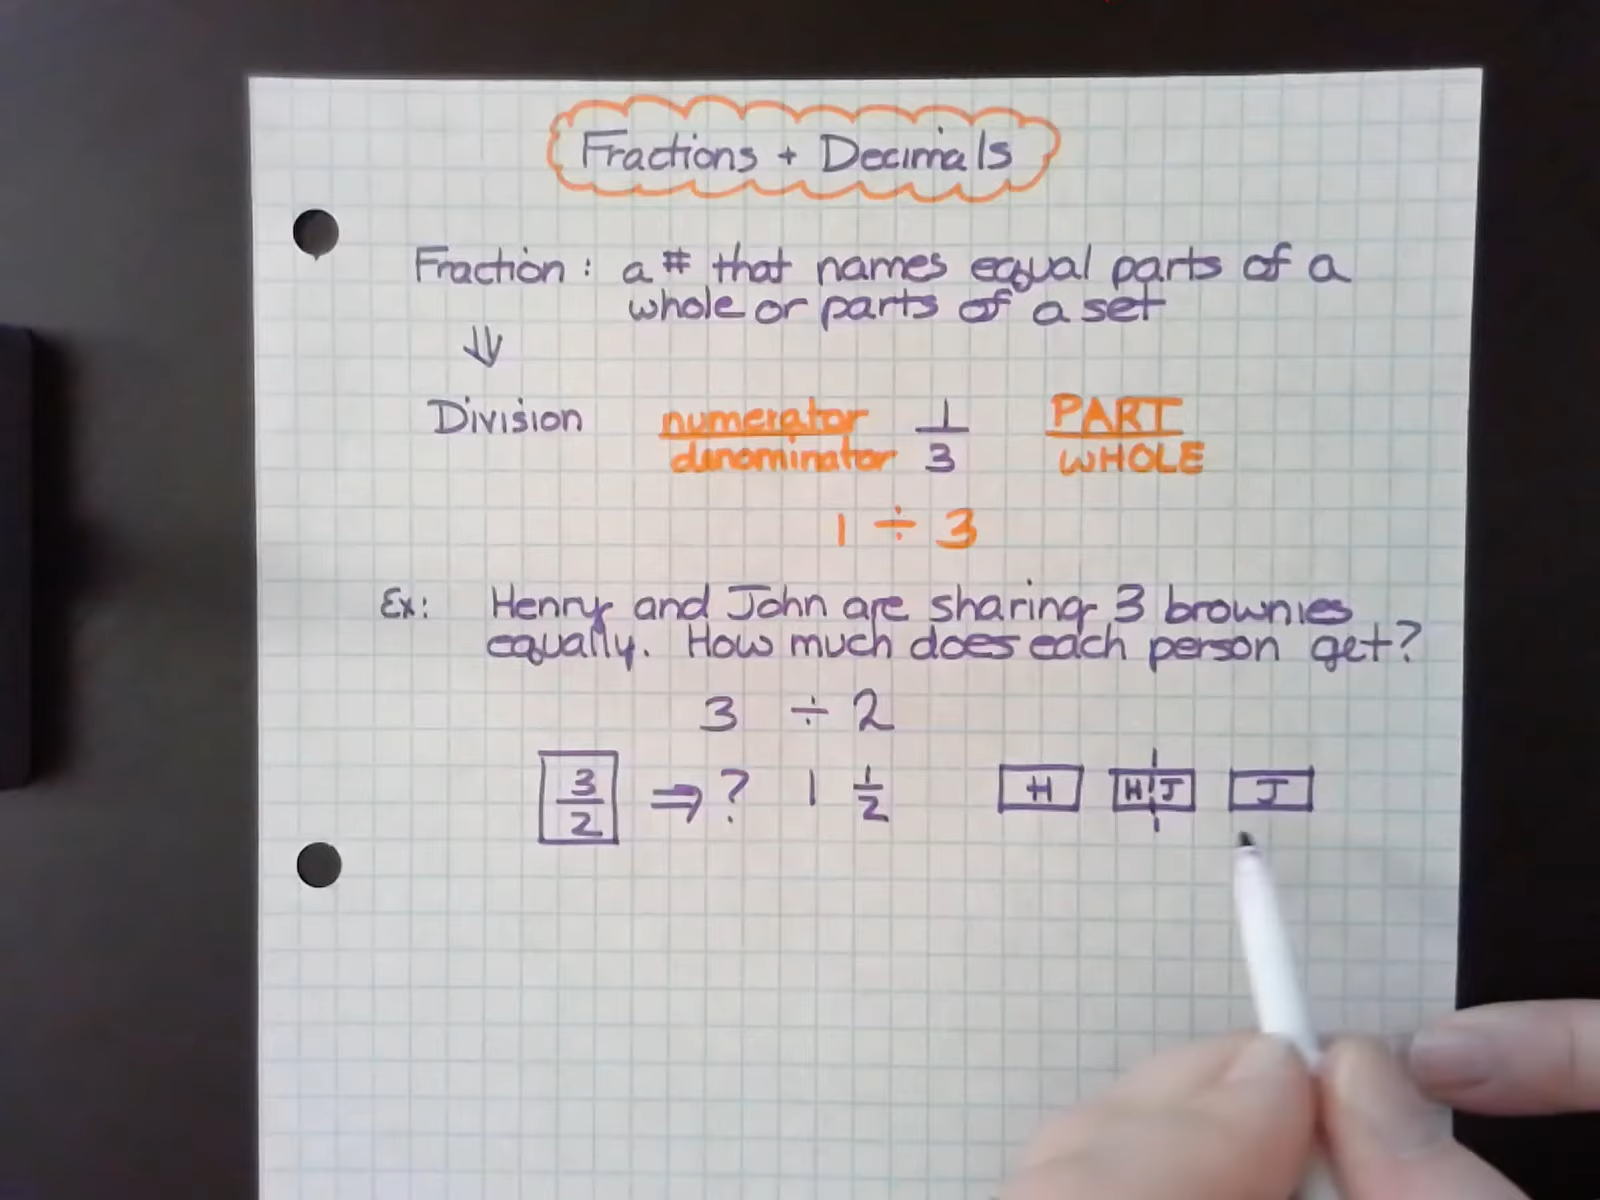 Fractions + Decimals
Fraction: a # that names equal parts of a
whole or parts of a set
⇓
Division numerator/denominator 1/3 PART/WHOLE
1 ÷ 3
Ex: Henry and John are sharing 3 brownies
equally. How much does each person get?
3 ÷ 2
3/2 ⇒ ? 1 1/2 H H J J